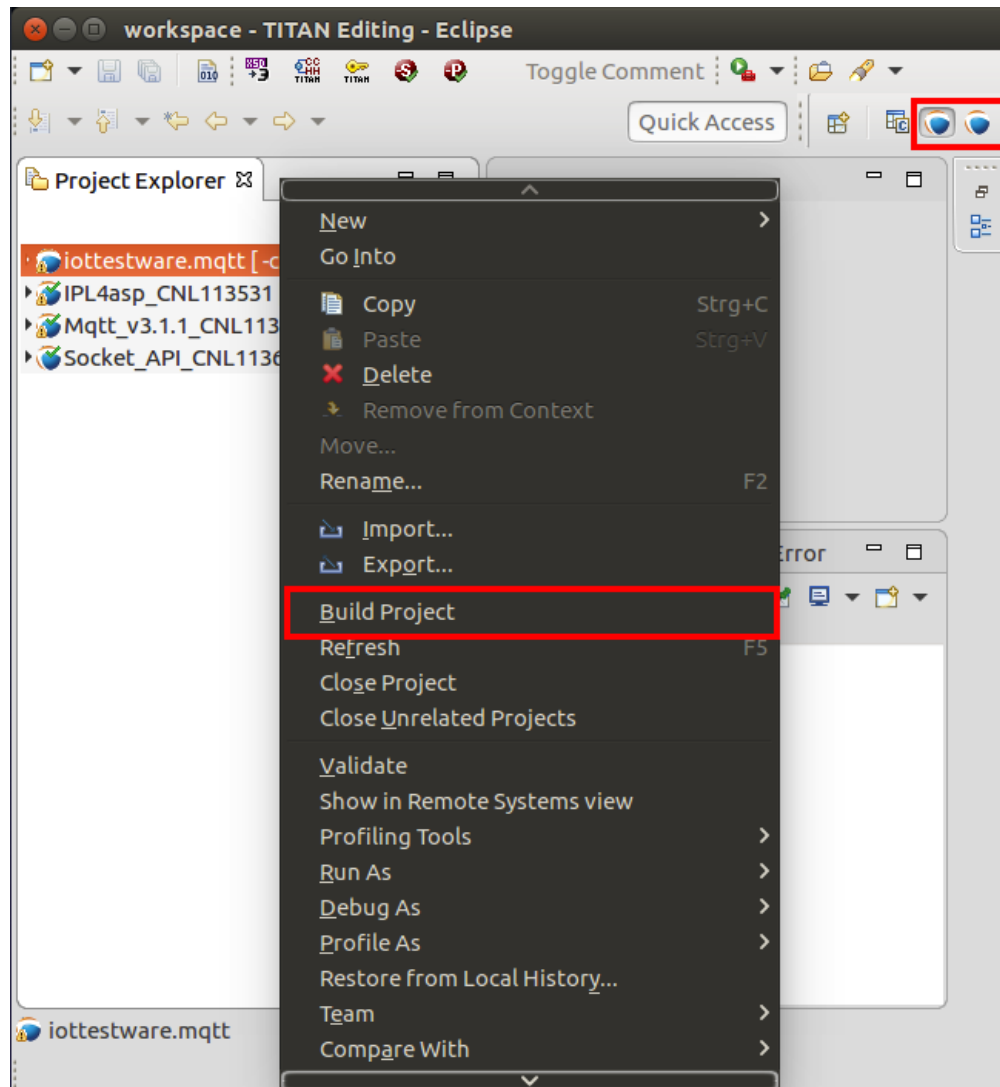 workspace - TITAN Editing - Eclipse
Toggle Comment
Quick Access
Project Explorer
iottestware.mqtt [ -c
IPL4asp_CNL113531
Mqtt_v3.1.1_CNL113
Socket_API_CNL1136
New
Go Into
Copy Strg+C
Paste Strg+V
Delete
Remove from Context
Move...
Rename... F2
Import...
Export...
Error
Build Project
Refresh F5
Close Project
Close Unrelated Projects
Validate
Show in Remote Systems view
Profiling Tools
Run As
Debug As
Profile As
Restore from Local History...
Team
Compare With
iottestware.mqtt